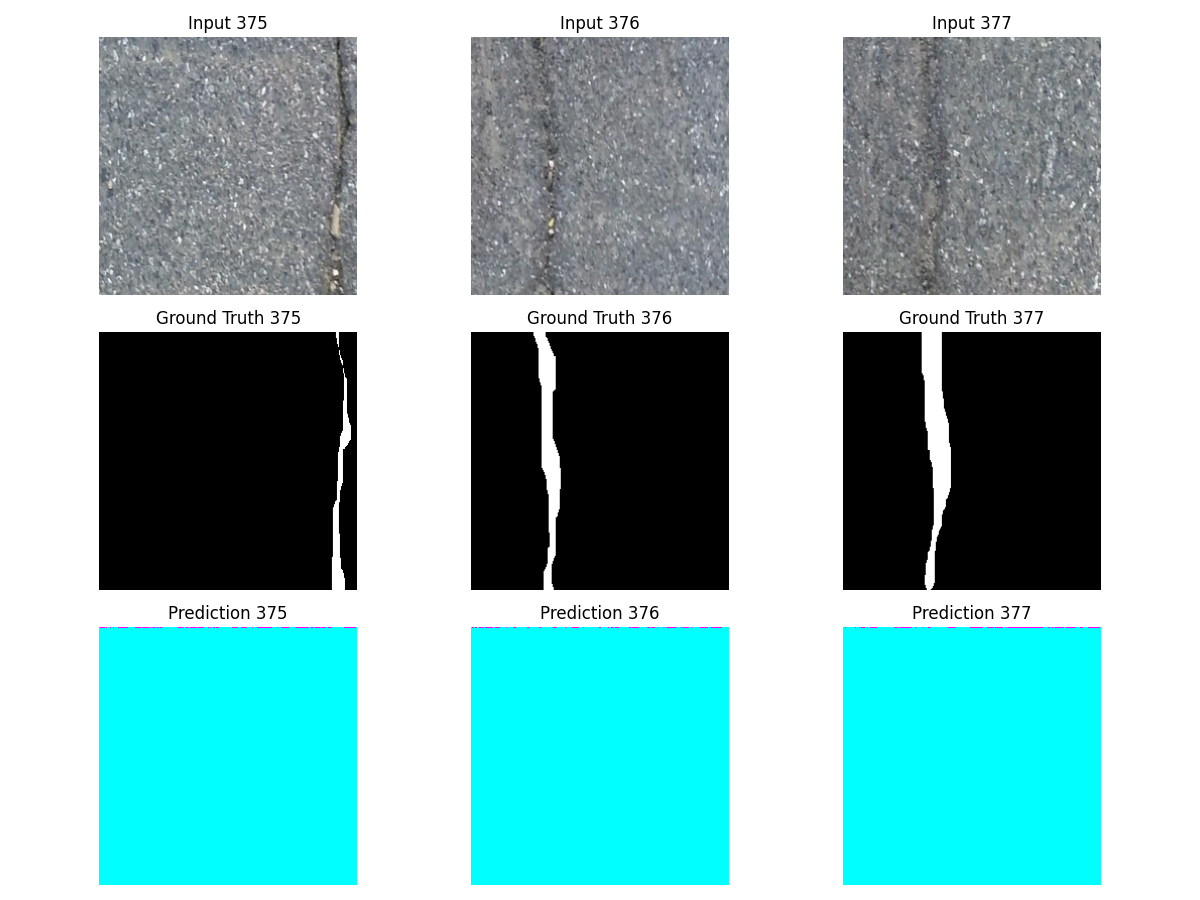 Input 375
Input 376
Input 377
Ground Truth 375
Ground Truth 376
Ground Truth 377
Prediction 375
Prediction 376
Prediction 377